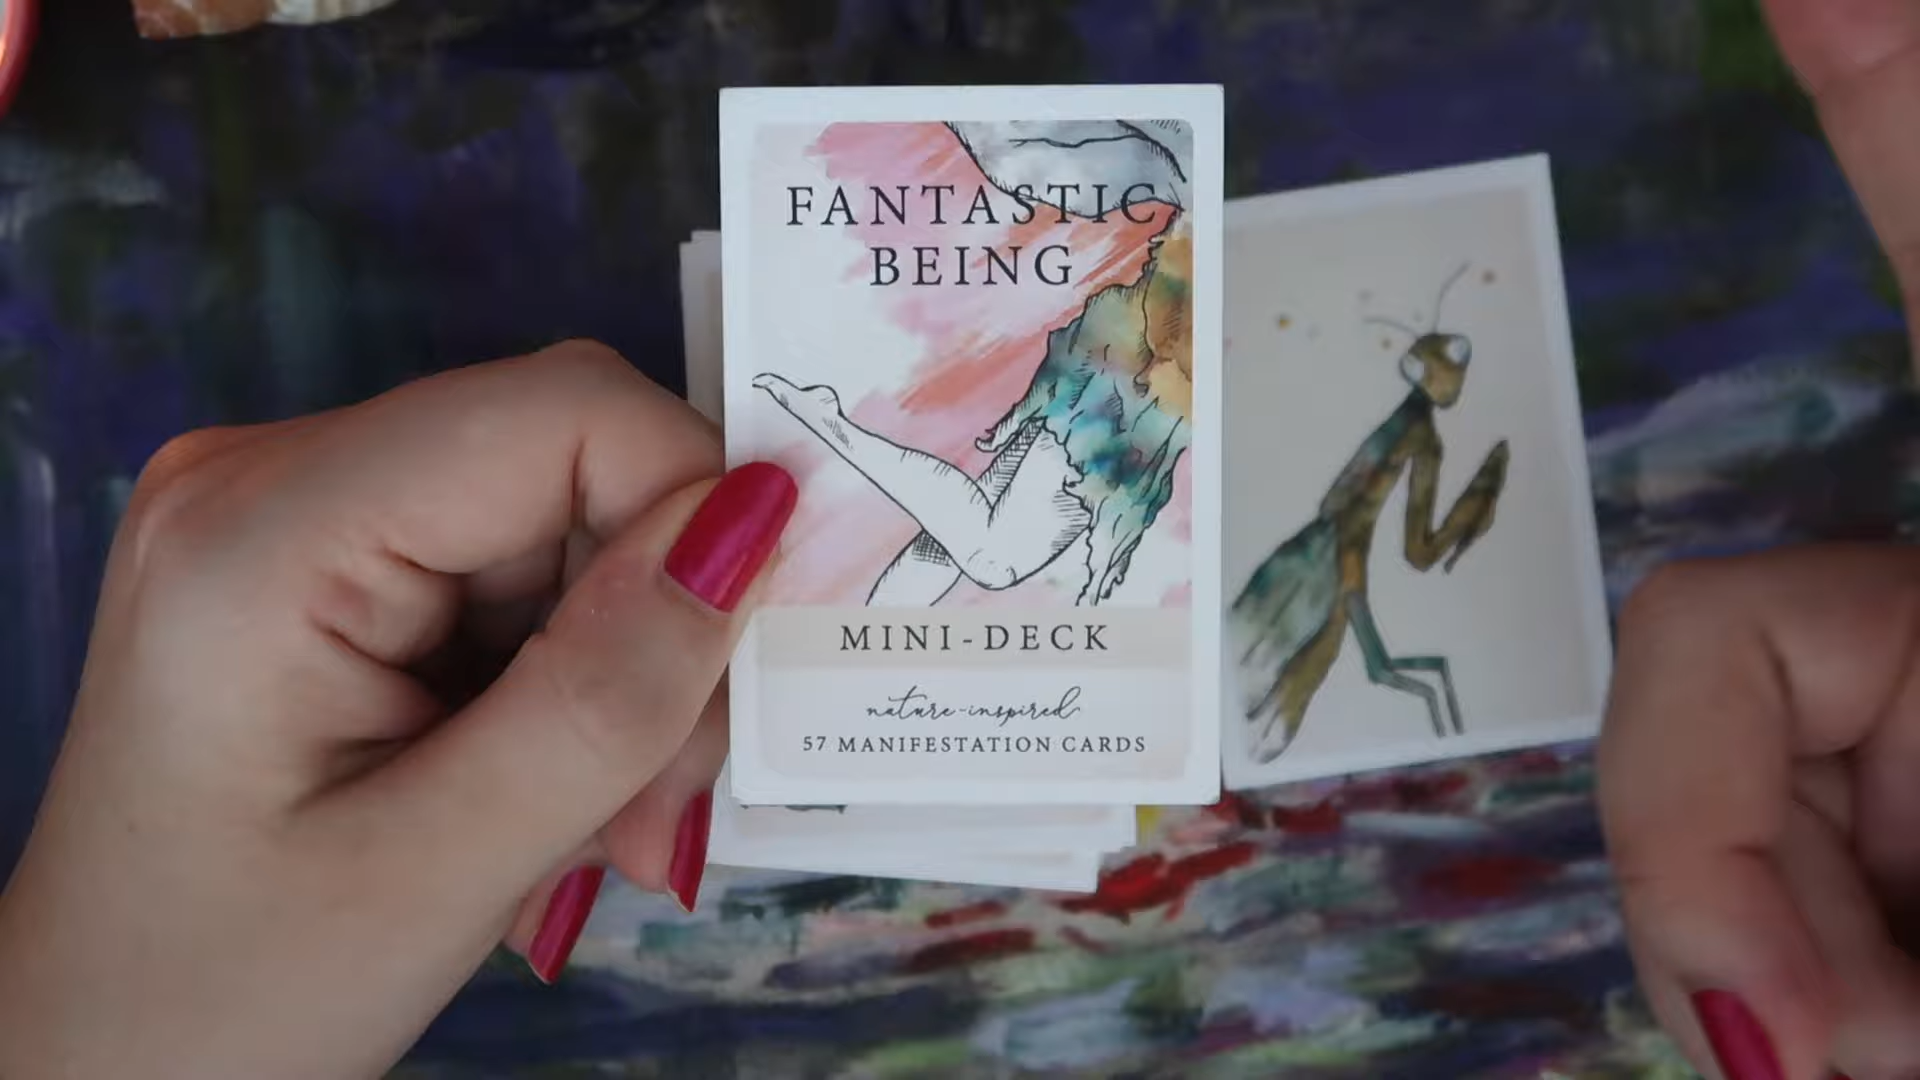 FANTASTIC
BEING
MINI-DECK
nature-inspired
57 MANIFESTATION CARDS